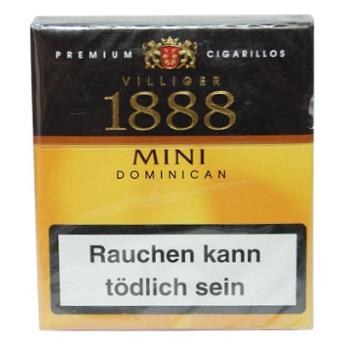 PREMIUM CIGARILLOS
VILLIGER
1888
MINI
DOMINICAN
Rauchen kann
tödlich sein